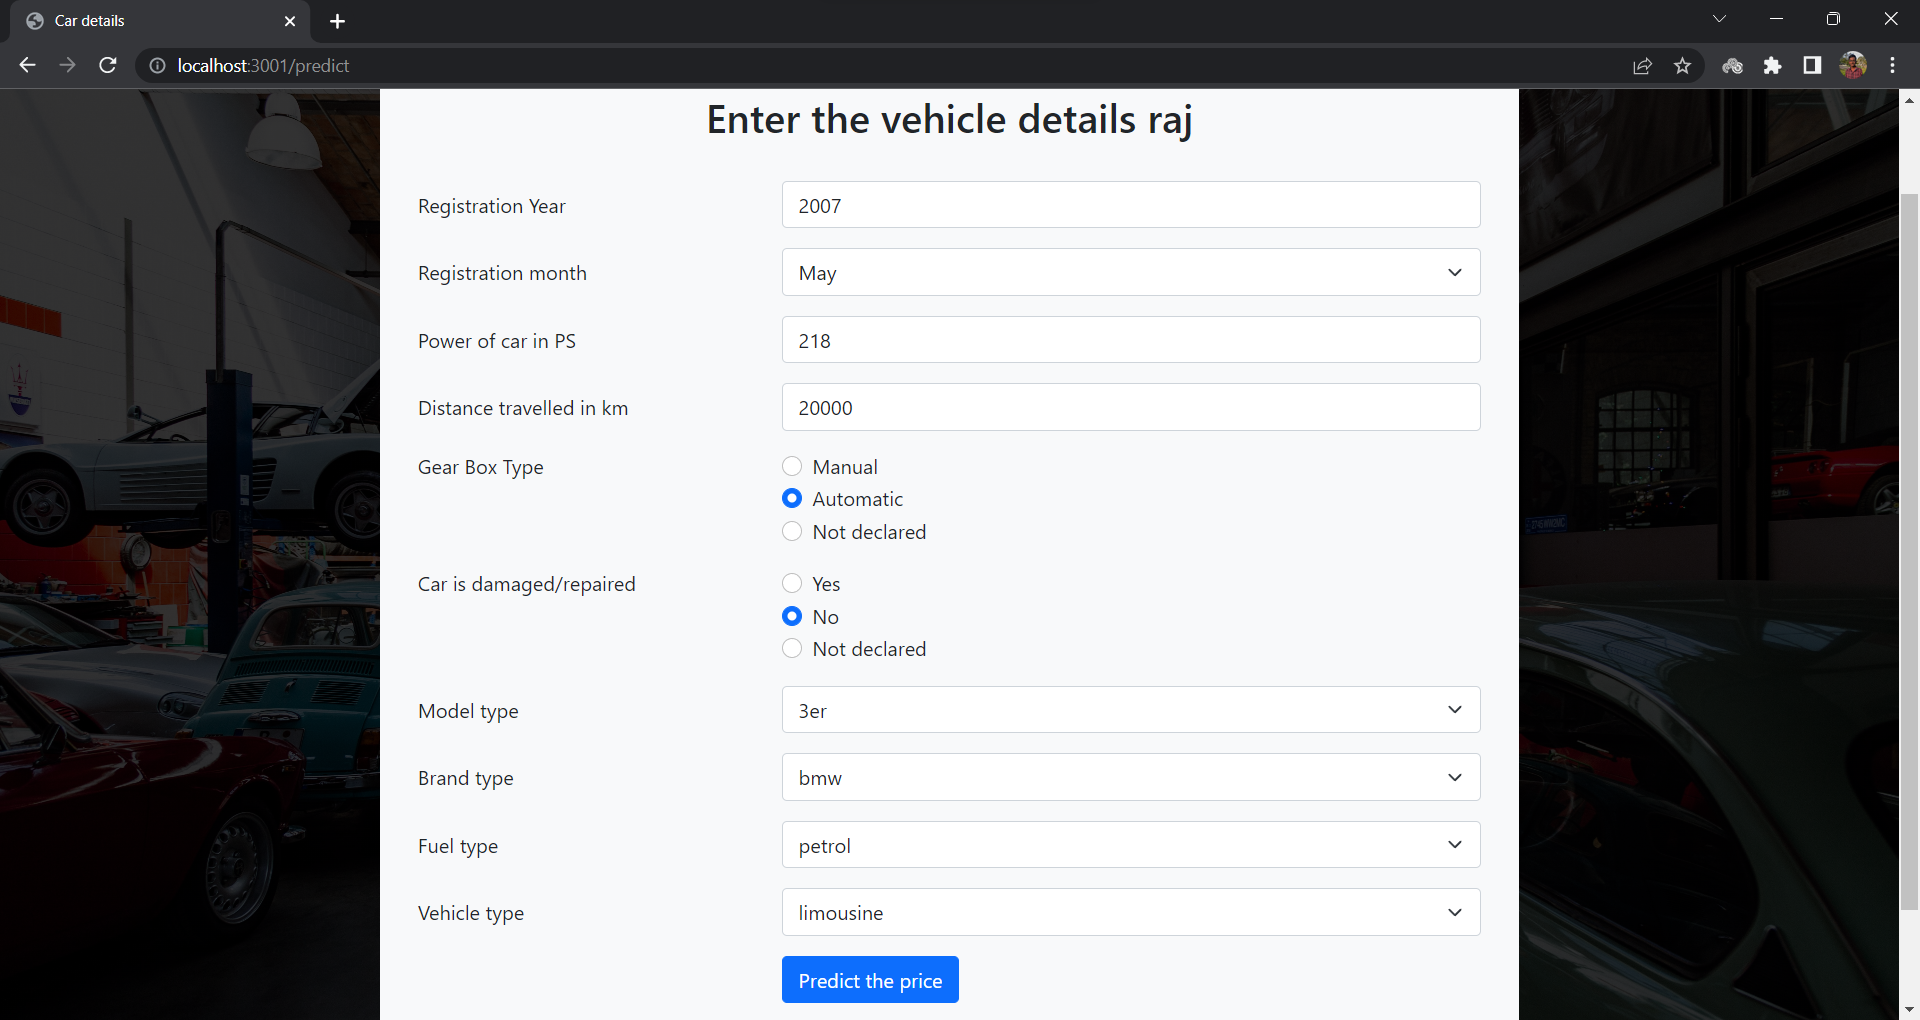 Car details
localhost:3001/predict
Enter the vehicle details raj
Registration Year
2007
Registration month
May
Power of car in PS
218
Distance travelled in km
20000
Gear Box Type
Manual
Automatic
Not declared
Car is damaged/repaired
Yes
No
Not declared
Model type
3er
Brand type
bmw
Fuel type
petrol
Vehicle type
limousine
Predict the price